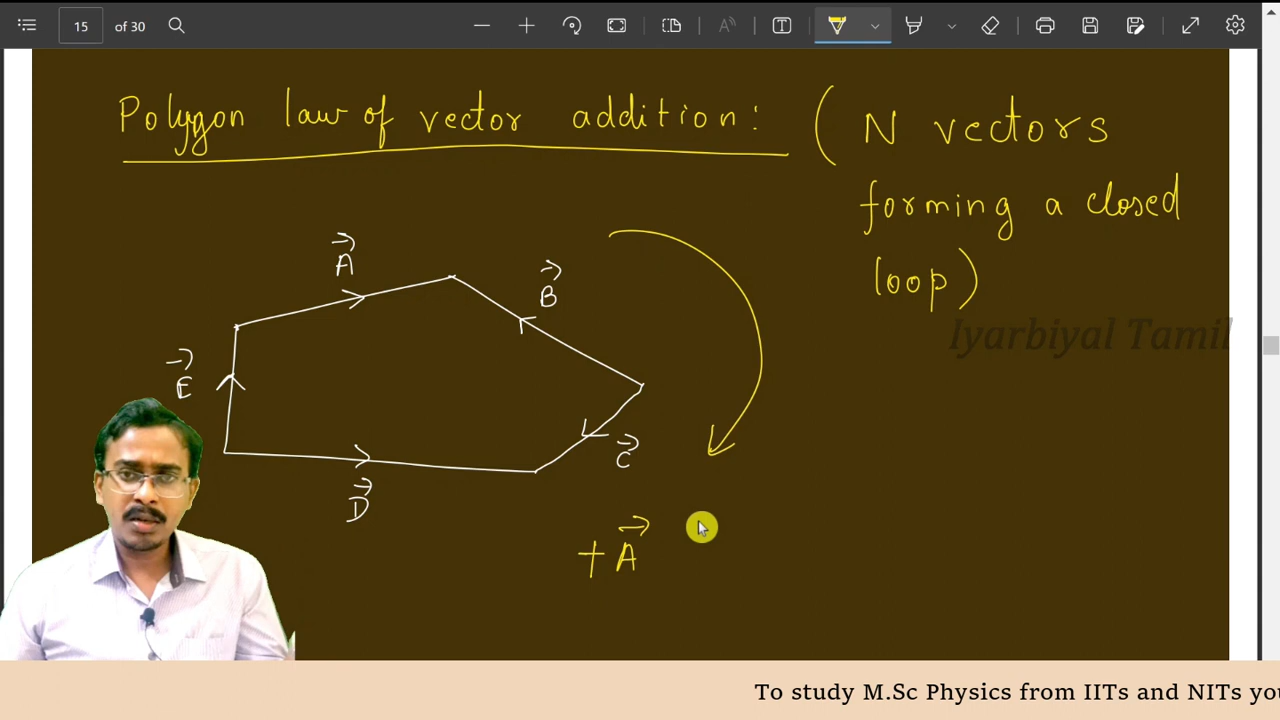 15 of 30
Polygon law of vector addition: (N vectors
forming a closed
loop)
Iyarbiyal Tamil
A⃗
B⃗
E⃗
C⃗
D⃗
+A⃗
To study M.Sc Physics from IITs and NITs you